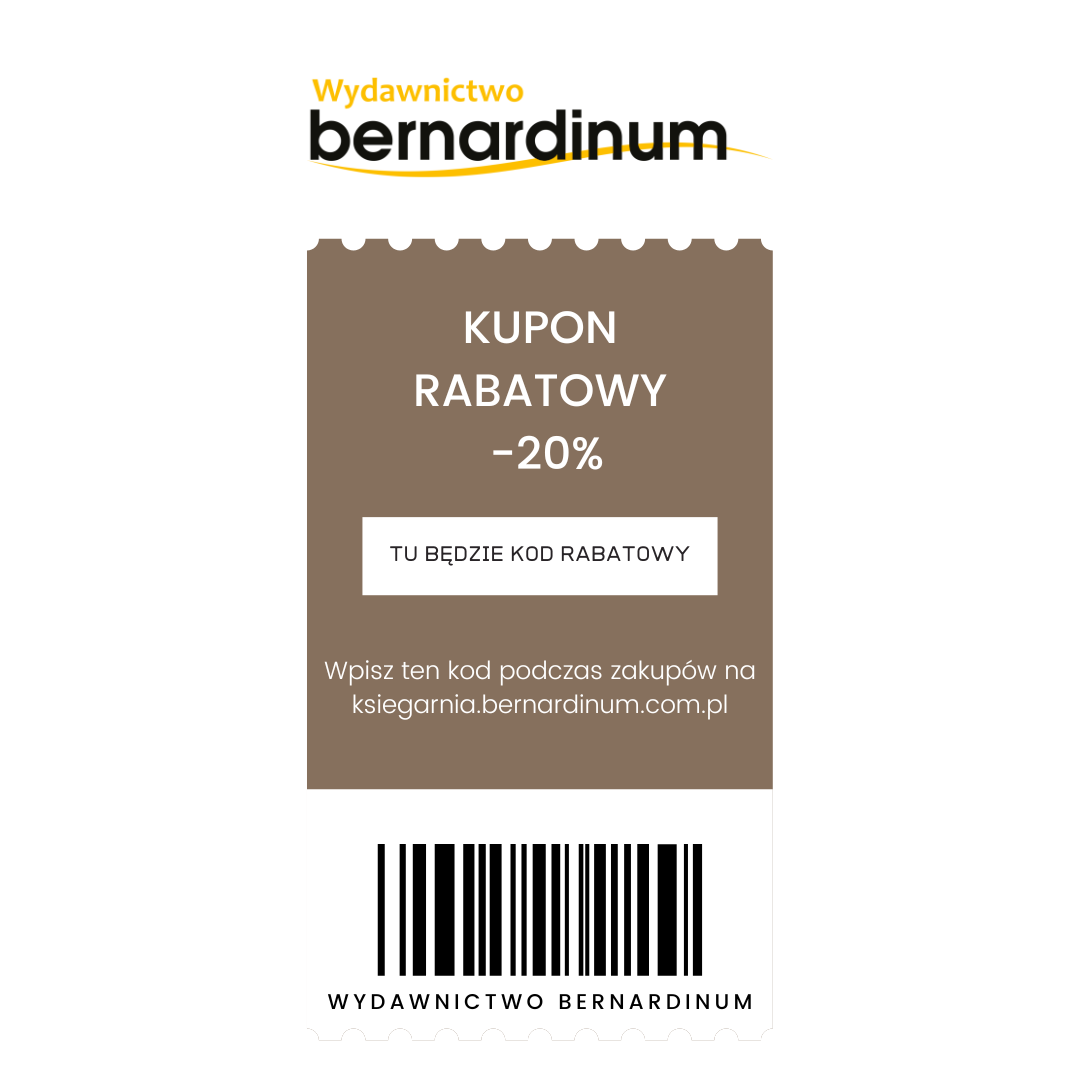 Wydawnictwo
bernardinum
KUPON
RABATOWY
-20%
TU BĘDZIE KOD RABATOWY
Wpisz ten kod podczas zakupów na
ksiegarnia.bernardinum.com.pl
WYDAWNICTWO BERNARDINUM